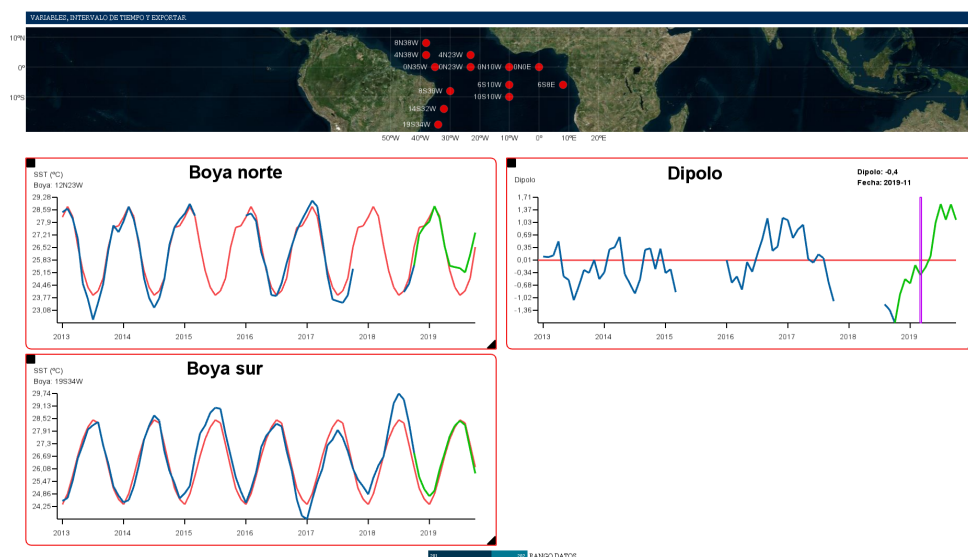 VARIABLES, INTERVALO DE TIEMPO Y EXPORTAR
10ºN
0º
10ºS
8N38W
4N38W 4N23W
0N35W 0N23W 0N10W 0N0E
8S30W 6S10W 6S8E
10S10W
14S32W
19S34W
50ºW 40ºW 30ºW 20ºW 10ºW 0º 10ºE 20ºE
SST (ºC)
Boya: 12N23W
Boya norte
29,28
28,59
27,9
27,21
26,52
25,83
25,15
24,46
23,77
23,08
2013 2014 2015 2016 2017 2018 2019
Dipolo
Dipolo
Dipolo: -0,4
Fecha: 2019-11
1,71
1,37
1,03
0,69
0,35
0,01
-0,34
-0,68
-1,02
-1,36
2013 2014 2015 2016 2017 2018 2019
SST (ºC)
Boya: 19S34W
Boya sur
29,74
29,13
28,52
27,91
27,3
26,69
26,08
25,47
24,86
24,25
2013 2014 2015 2016 2017 2018 2019
RANGO DATOS